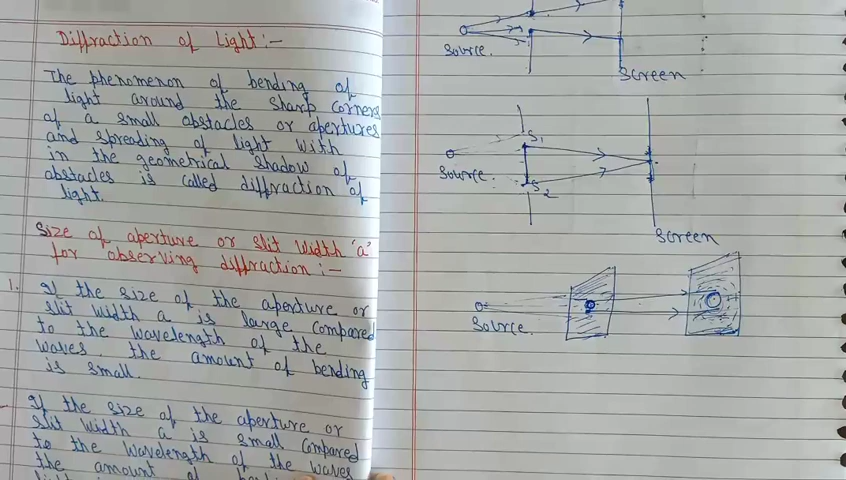 Diffraction of Light:-
The phenomenon of bending of
light around the sharp corners
of a small obstacles or apertures
and spreading of light with
in the geometrical shadow of
obstacles is called diffraction of
light.
Size of aperture or slit width 'a'
for observing diffraction:-
1. If the size of the aperture or
slit width a is large compared
to the wavelength of the
waves. the amount of bending
is small.
If the size of the aperture or
slit width a is small compared
to the wavelength of the waves
the amount of
Source.
Screen
S1
Source.
S2
Screen
Source.